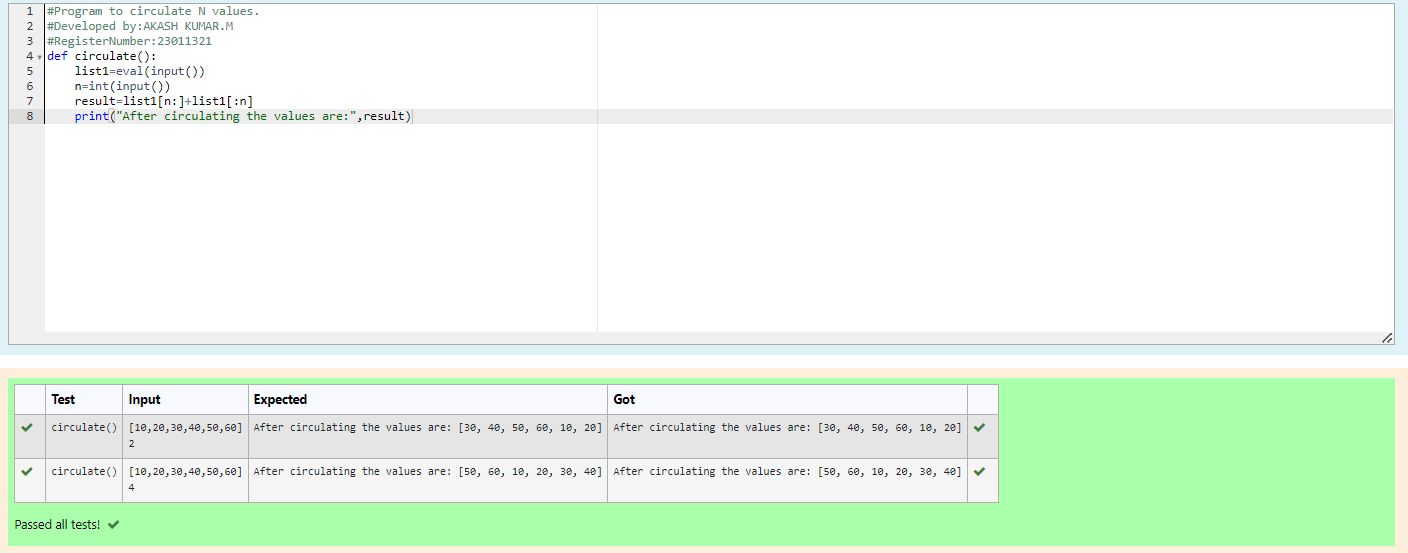 1 #Program to circulate N values.
2 #Developed by:AKASH KUMAR.M
3 #RegisterNumber:23011321
4 def circulate():
5     list1=eval(input())
6     n=int(input())
7     result=list1[n:]+list1[:n]
8     print("After circulating the values are:",result)
Test Input Expected Got
circulate() [10,20,30,40,50,60] After circulating the values are: [30, 40, 50, 60, 10, 20] After circulating the values are: [30, 40, 50, 60, 10, 20]
2
circulate() [10,20,30,40,50,60] After circulating the values are: [50, 60, 10, 20, 30, 40] After circulating the values are: [50, 60, 10, 20, 30, 40]
4
Passed all tests!